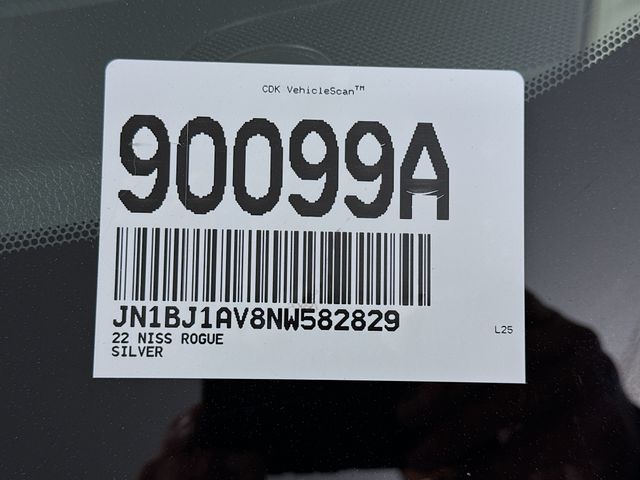 CDK VehicleScan™
90099A
JN1BJ1AV8NW582829
22 NISS ROGUE
SILVER
L25